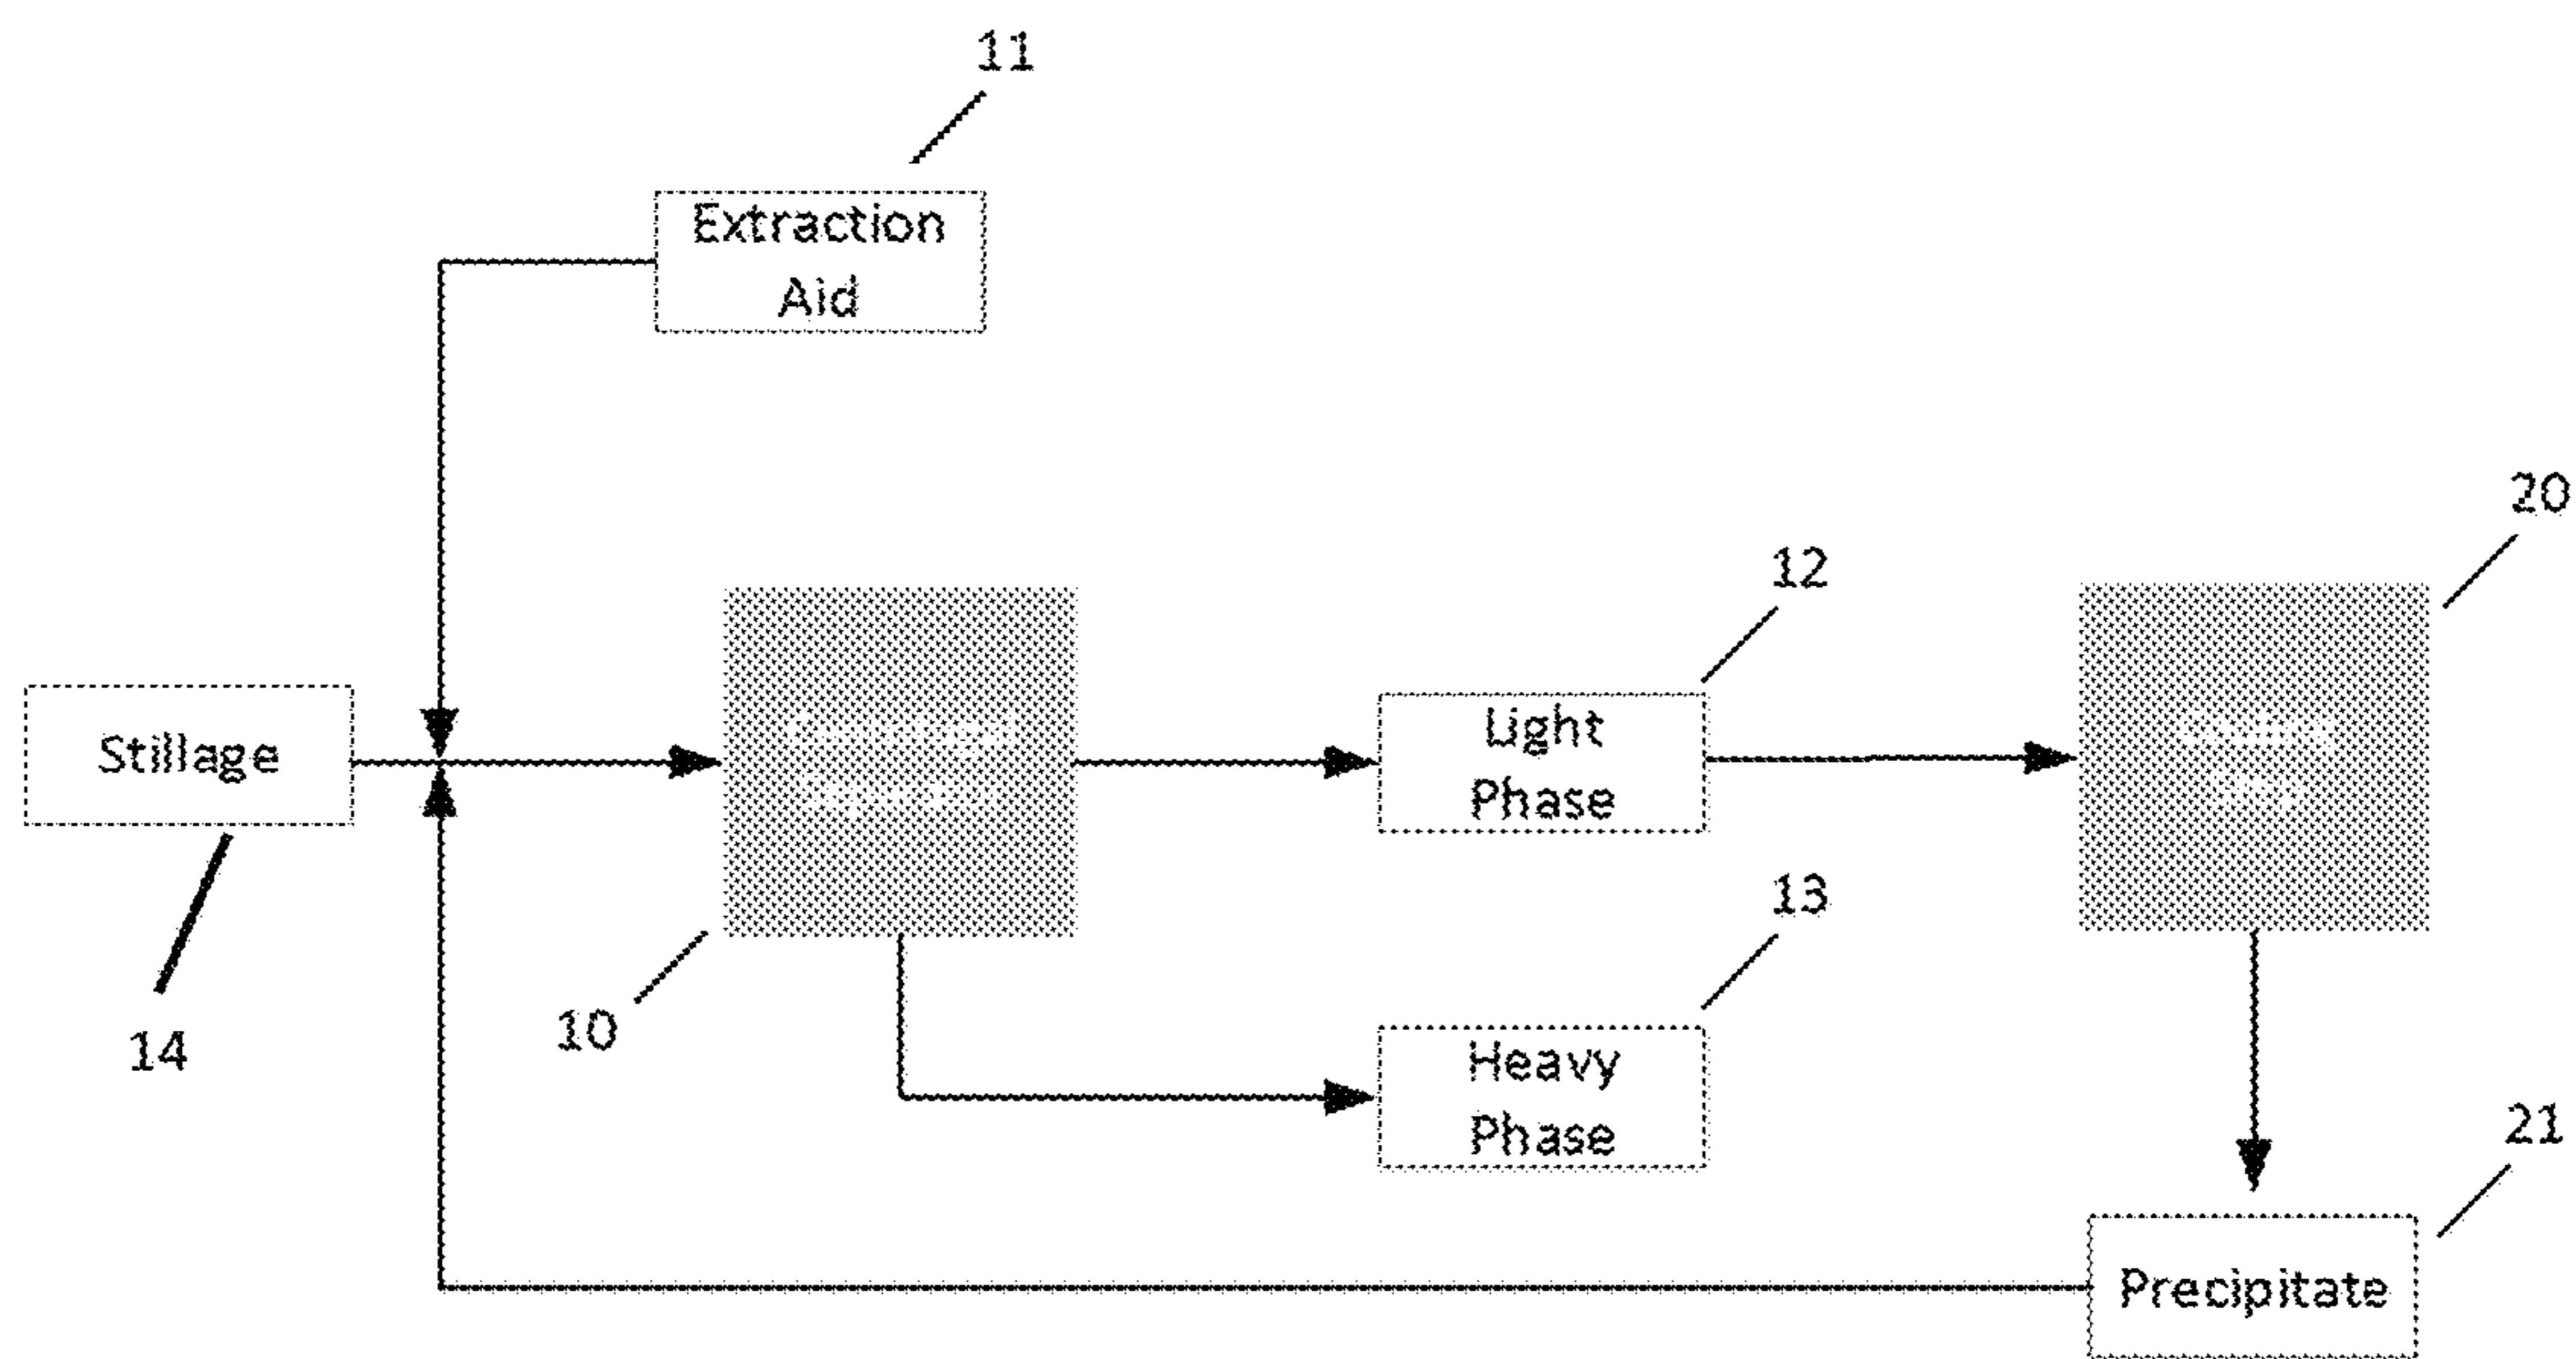 11
Extraction
Aid
20
12
Light
Phase
Stillage
13
10
Heavy
Phase
14
21
Precipitate